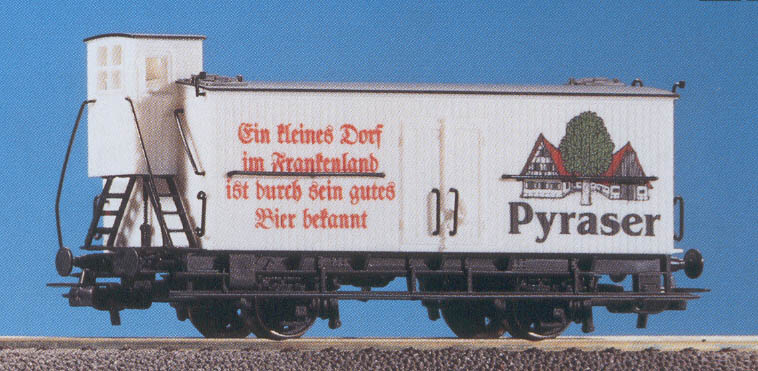 Ein kleines Dorf
im Frankenland
ist durch sein gutes
Bier bekannt
Pyraser